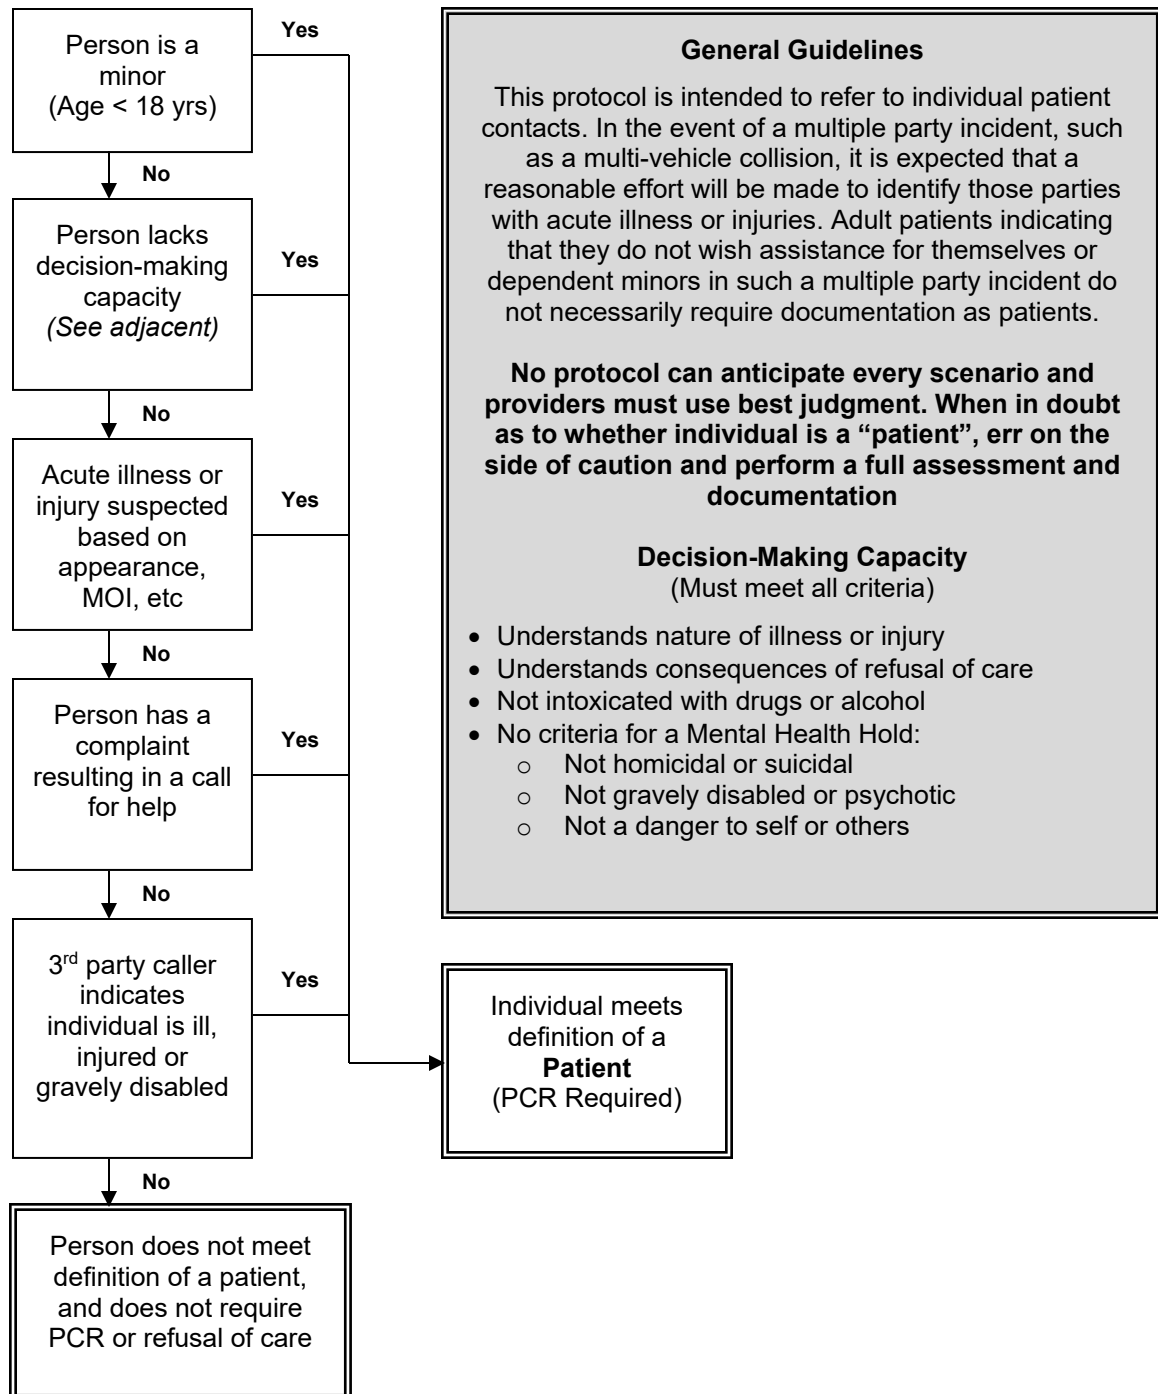 Person is a
minor
(Age < 18 yrs)
Yes
No
Person lacks
decision-making
capacity
(See adjacent)
Yes
No
Acute illness or
injury suspected
based on
appearance,
MOI, etc
Yes
No
Person has a
complaint
resulting in a call
for help
Yes
No
3rd party caller
indicates
individual is ill,
injured or
gravely disabled
Yes
No
Person does not meet
definition of a patient,
and does not require
PCR or refusal of care
General Guidelines
This protocol is intended to refer to individual patient
contacts. In the event of a multiple party incident, such
as a multi-vehicle collision, it is expected that a
reasonable effort will be made to identify those parties
with acute illness or injuries. Adult patients indicating
that they do not wish assistance for themselves or
dependent minors in such a multiple party incident do
not necessarily require documentation as patients.
No protocol can anticipate every scenario and
providers must use best judgment. When in doubt
as to whether individual is a “patient”, err on the
side of caution and perform a full assessment and
documentation
Decision-Making Capacity
(Must meet all criteria)
• Understands nature of illness or injury
• Understands consequences of refusal of care
• Not intoxicated with drugs or alcohol
• No criteria for a Mental Health Hold:
o Not homicidal or suicidal
o Not gravely disabled or psychotic
o Not a danger to self or others
Individual meets
definition of a
Patient
(PCR Required)